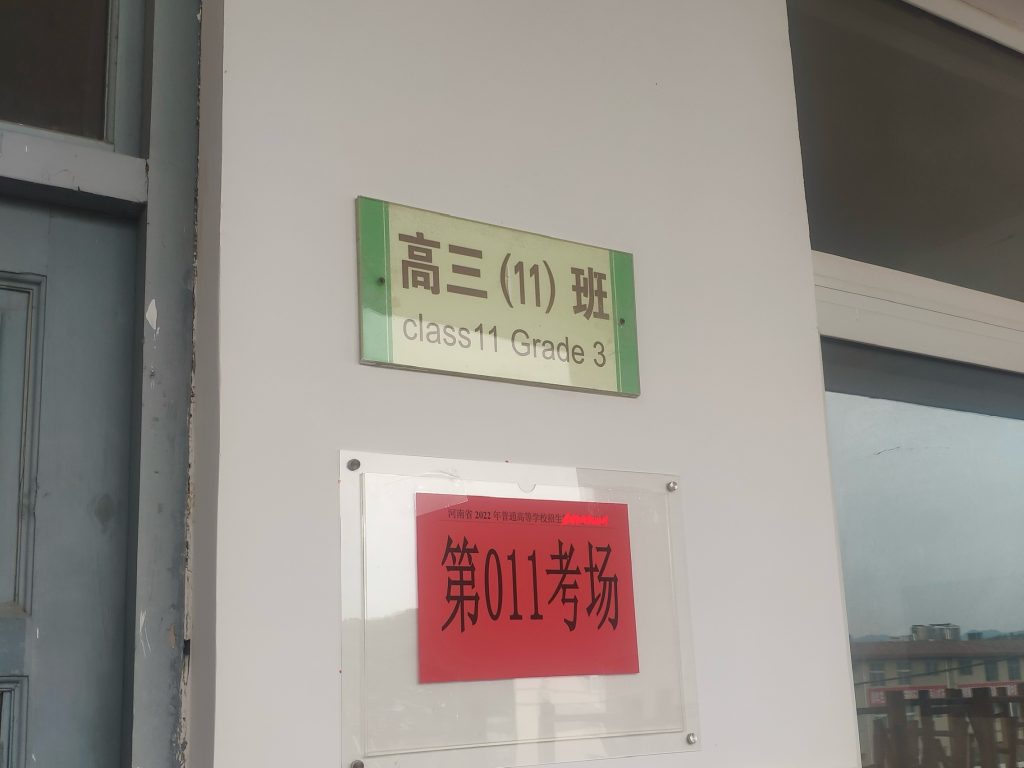 高三(11)班
class11 Grade 3
河南省2022年普通高等学校招生
第011考场